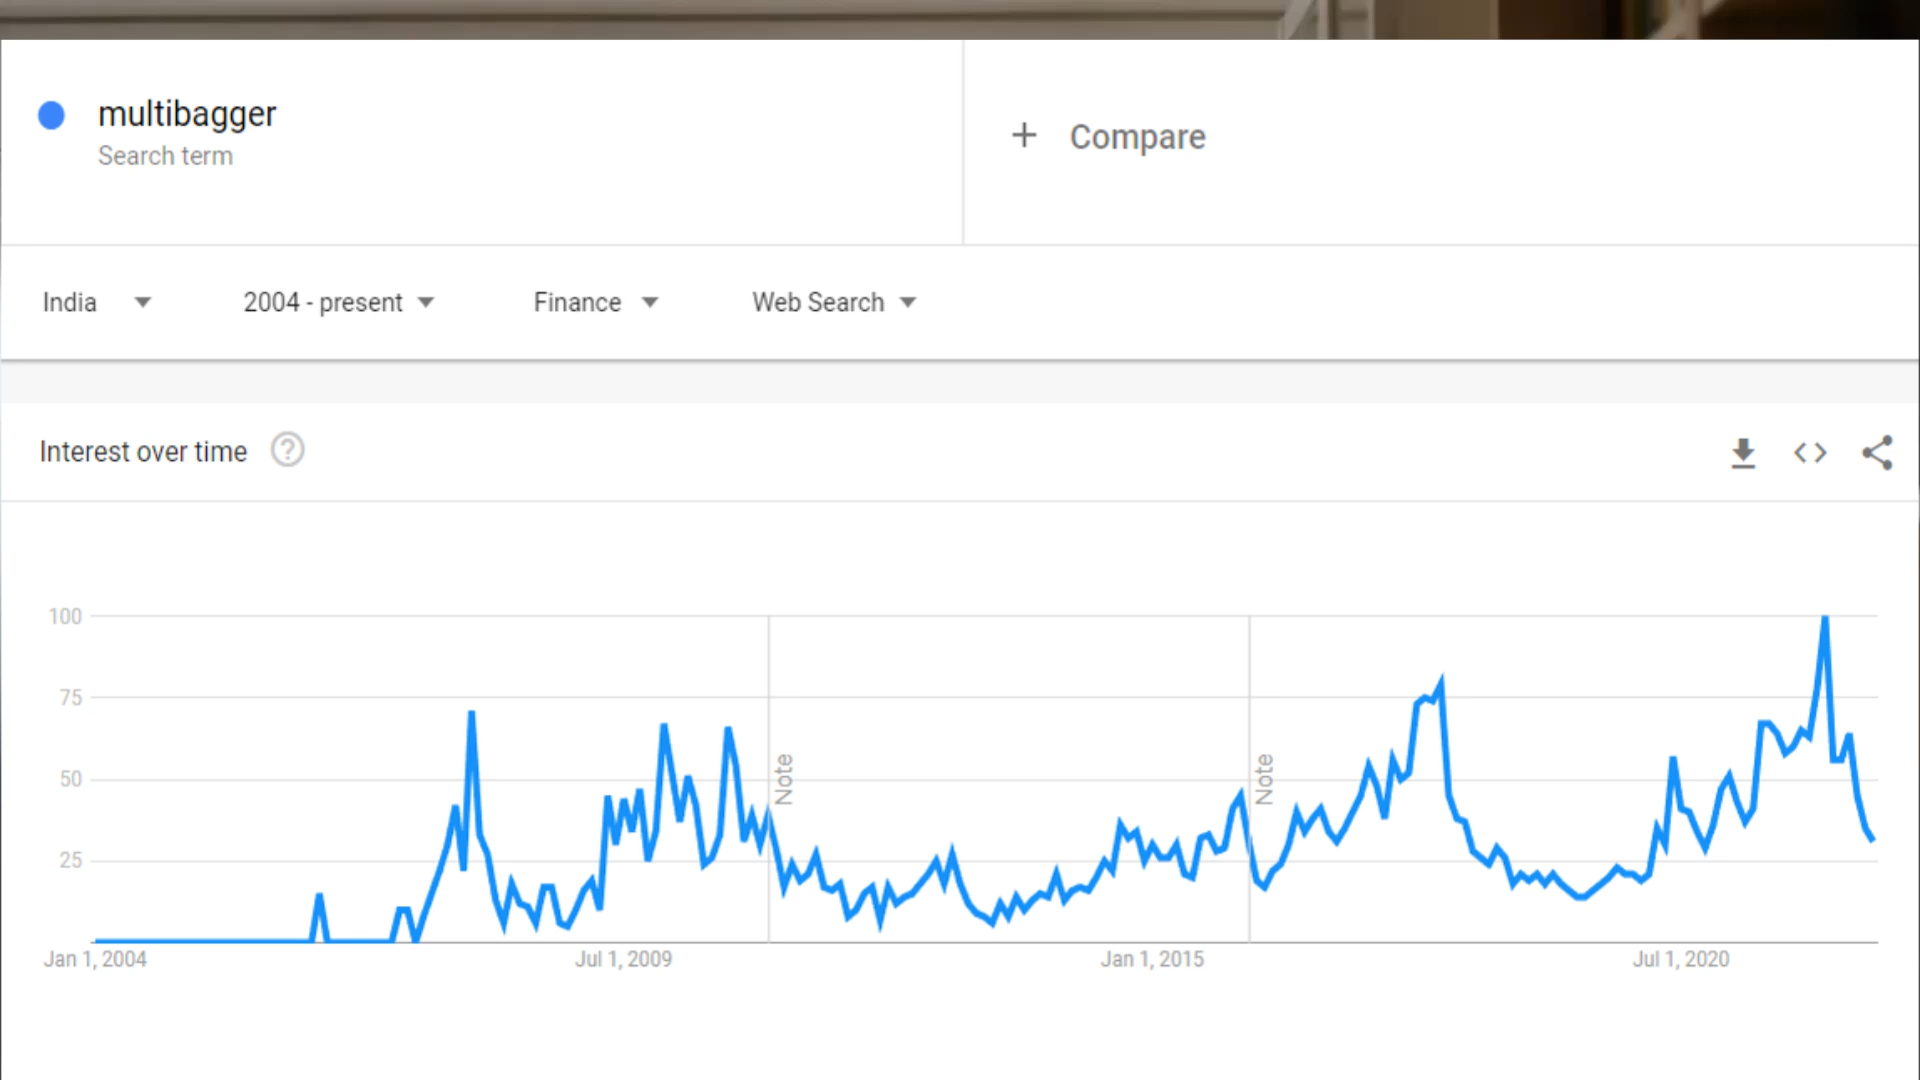 multibagger
Search term
+ Compare
India
2004 - present
Finance
Web Search
Interest over time ?
100
75
50
25
Note
Note
Jan 1, 2004
Jul 1, 2009
Jan 1, 2015
Jul 1, 2020